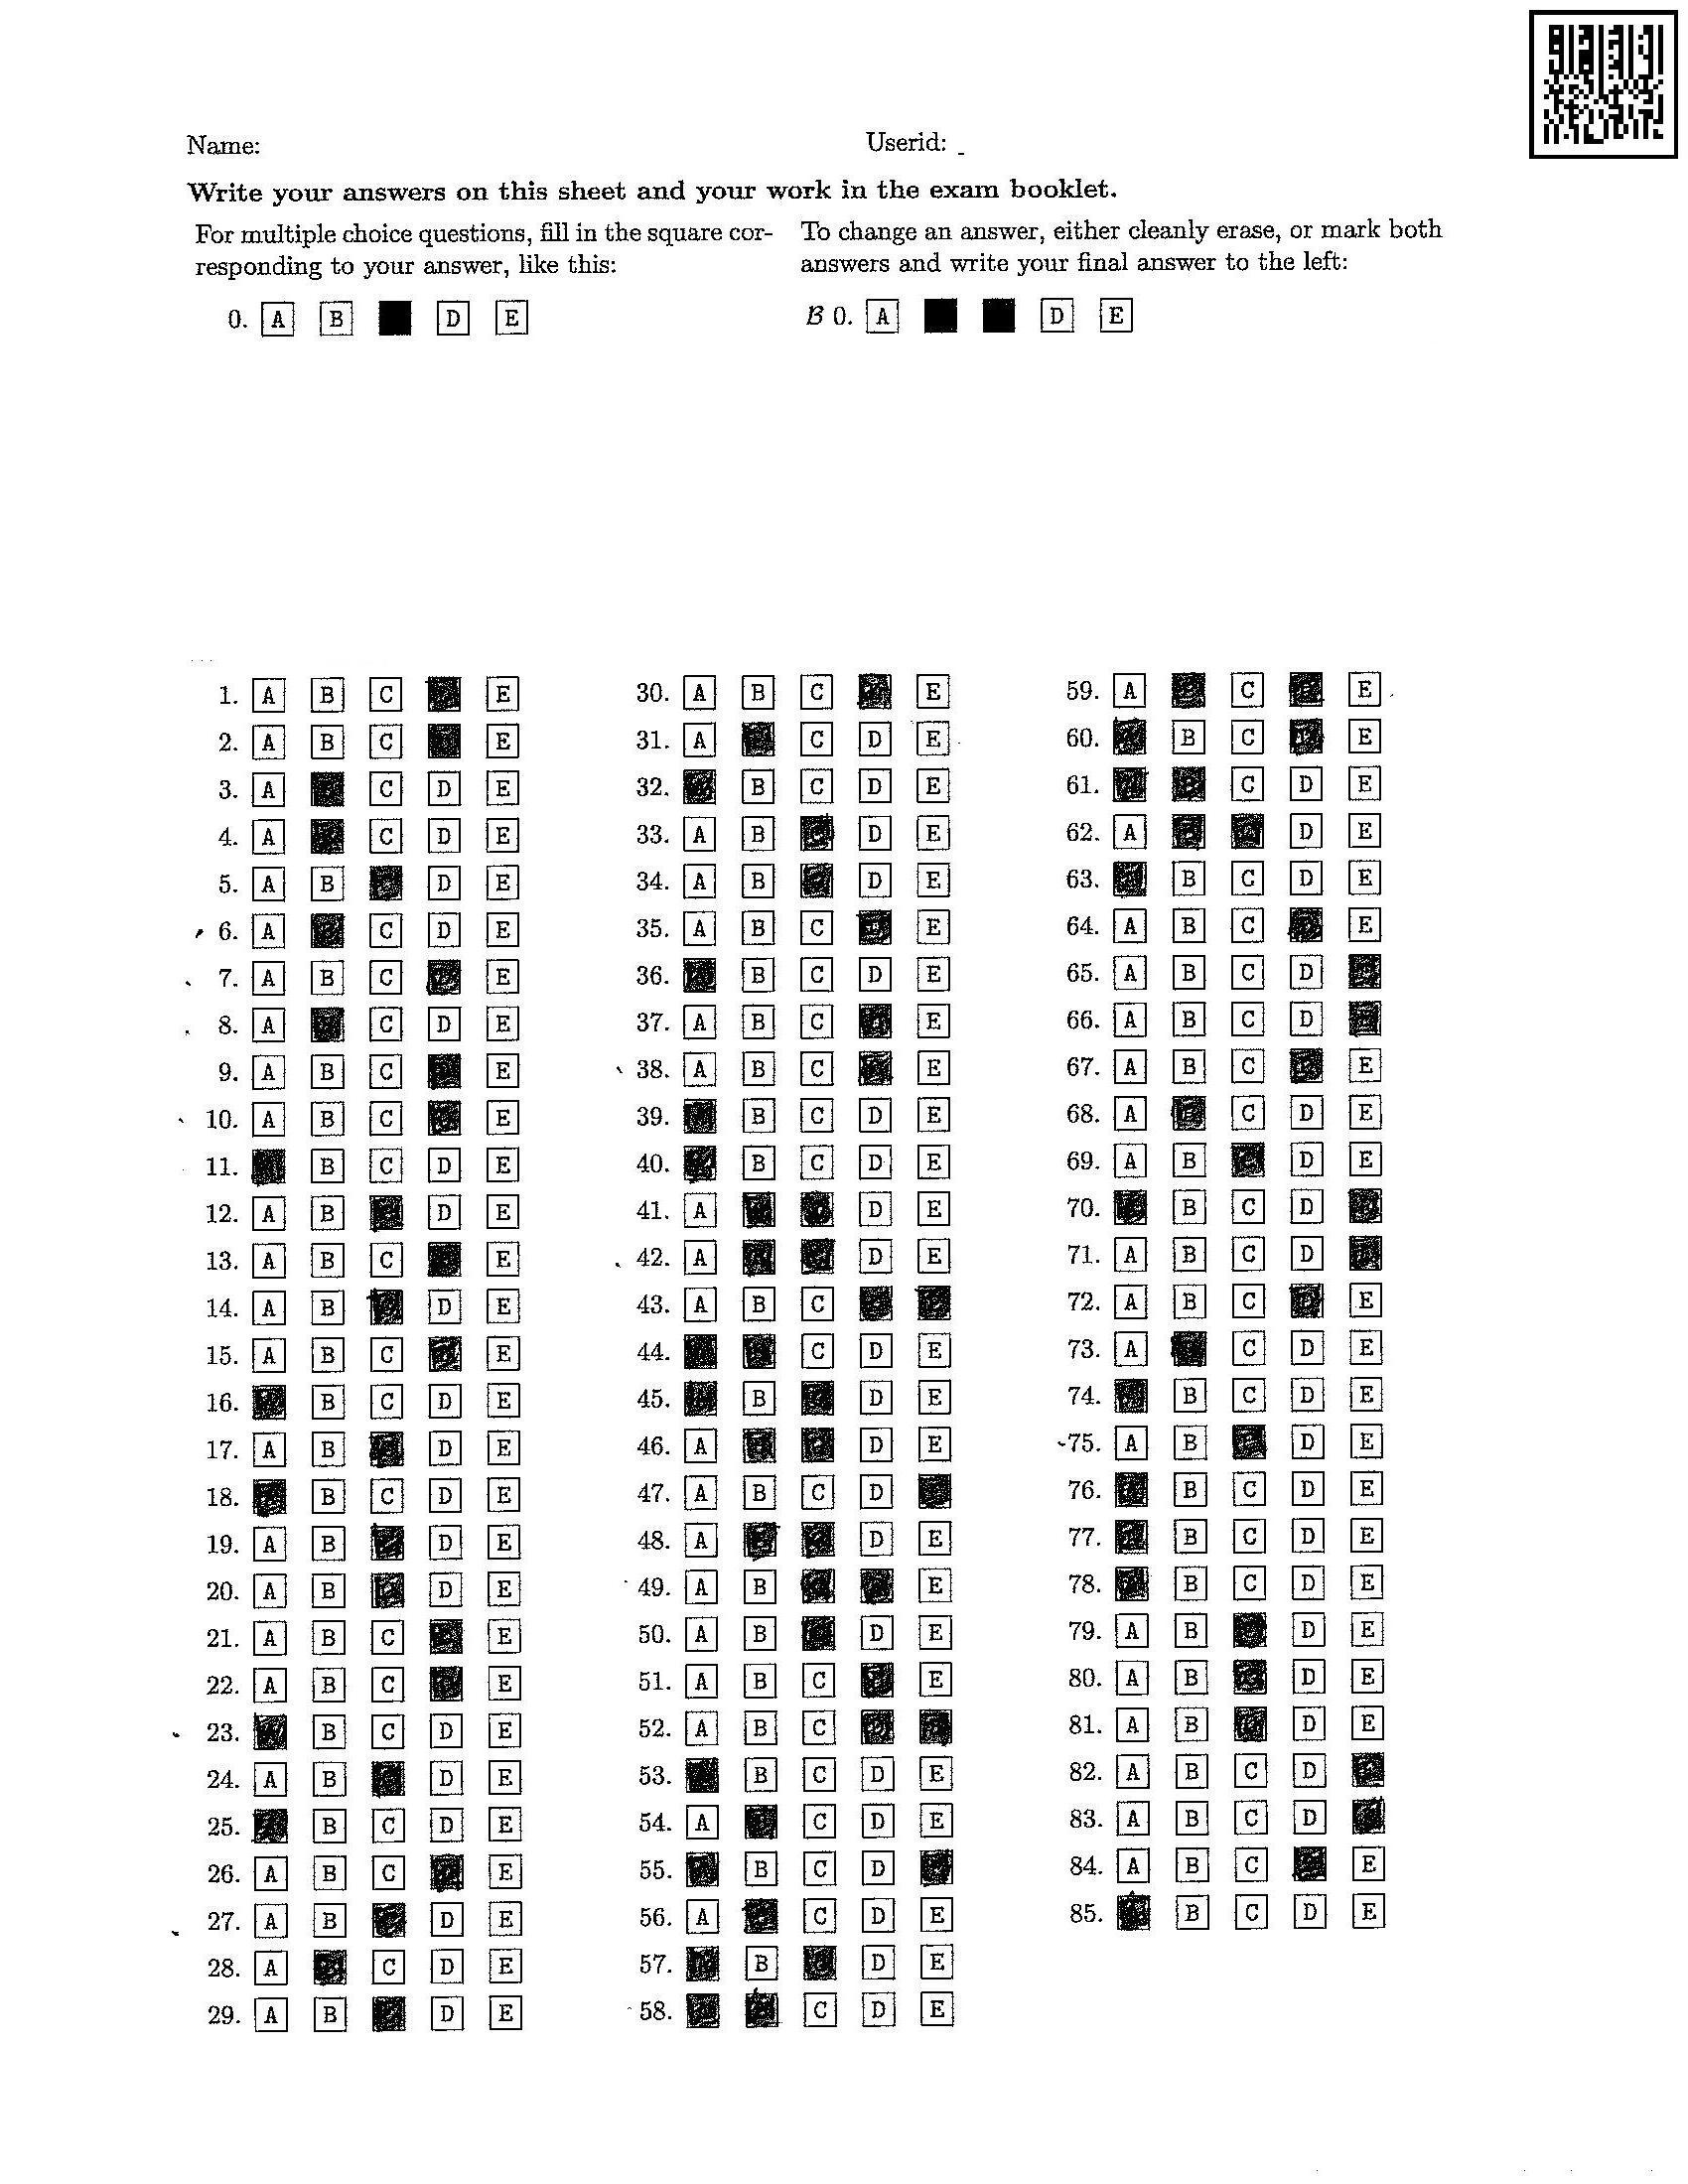 Name:
Userid:
Write your answers on this sheet and your work in the exam booklet.
For multiple choice questions, fill in the square cor-
responding to your answer, like this:
0. A B D E
To change an answer, either cleanly erase, or mark both
answers and write your final answer to the left:
B 0. A D E
1. A B C E
2. A B C E
3. A C D E
4. A C D E
5. A B D E
6. A C D E
7. A B C E
8. A C D E
9. A B C E
10. A B C E
11. B C D E
12. A B D E
13. A B C E
14. A B D E
15. A B C E
16. B C D E
17. A B D E
18. B C D E
19. A B D E
20. A B D E
21. A B C E
22. A B C E
23. B C D E
24. A B D E
25. B C D E
26. A B C E
27. A B D E
28. A C D E
29. A B D E
30. A B C E
31. A C D E
32. B C D E
33. A B D E
34. A B D E
35. A B C E
36. B C D E
37. A B C E
38. A B C E
39. B C D E
40. B C D E
41. A D E
42. A D E
43. A B C
44. C D E
45. B D E
46. A D E
47. A B C D
48. A D E
49. A B E
50. A B D E
51. A B C E
52. A B C
53. B C D E
54. A C D E
55. B C D
56. A C D E
57. B D E
58. C D E
59. A C E
60. B C E
61. C D E
62. A D E
63. B C D E
64. A B C E
65. A B C D
66. A B C D
67. A B C E
68. A C D E
69. A B D E
70. B C D
71. A B C D
72. A B C E
73. A C D E
74. B C D E
75. A B D E
76. B C D E
77. B C D E
78. B C D E
79. A B D E
80. A B D E
81. A B D E
82. A B C D
83. A B C D
84. A B C E
85. B C D E